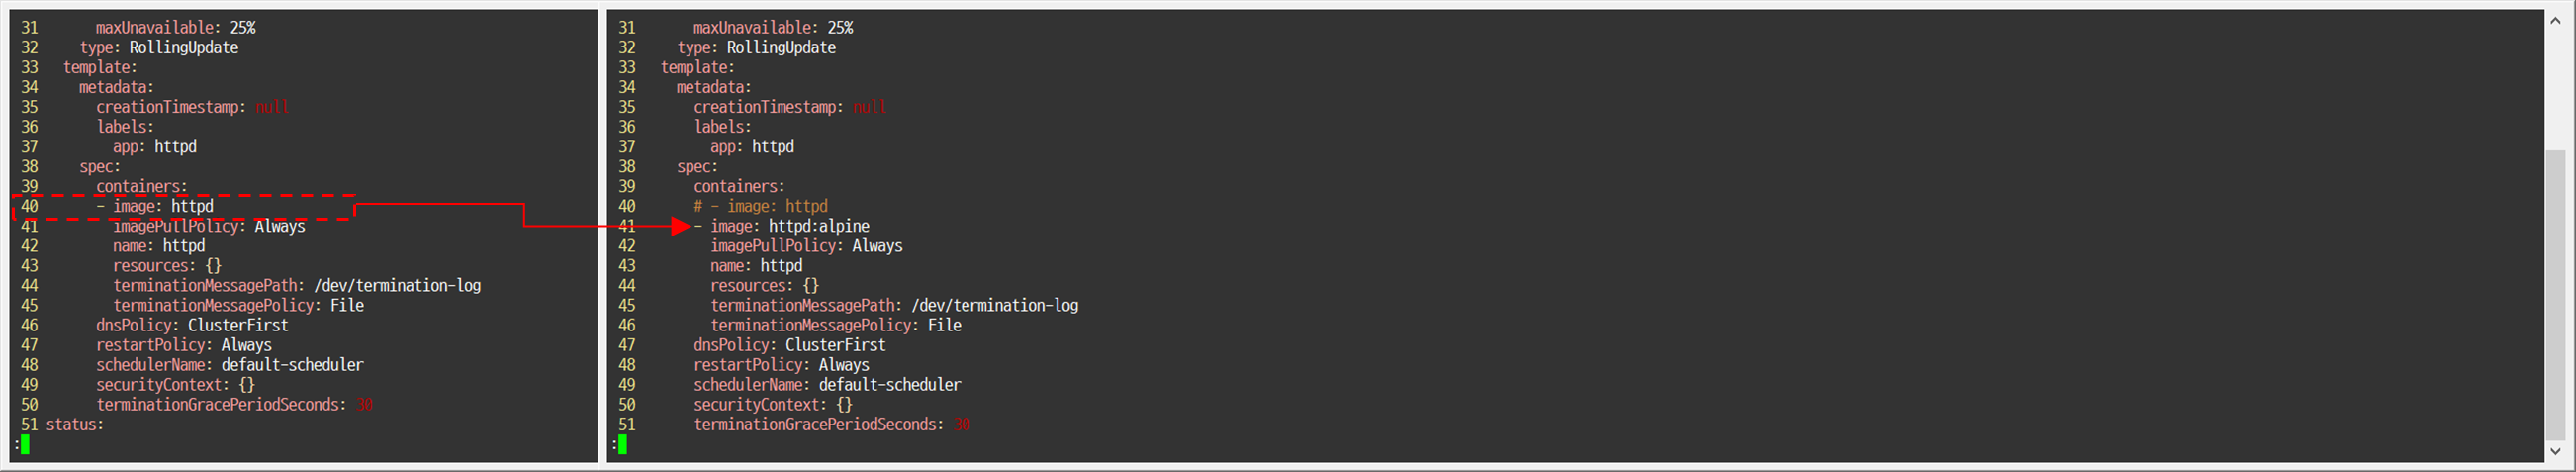 31       maxUnavailable: 25%
32     type: RollingUpdate
33   template:
34     metadata:
35       creationTimestamp: null
36       labels:
37         app: httpd
38     spec:
39       containers:
40       - image: httpd
41         imagePullPolicy: Always
42         name: httpd
43         resources: {}
44         terminationMessagePath: /dev/termination-log
45         terminationMessagePolicy: File
46       dnsPolicy: ClusterFirst
47       restartPolicy: Always
48       schedulerName: default-scheduler
49       securityContext: {}
50       terminationGracePeriodSeconds: 30
51 status:
:
31       maxUnavailable: 25%
32     type: RollingUpdate
33   template:
34     metadata:
35       creationTimestamp: null
36       labels:
37         app: httpd
38     spec:
39       containers:
40       # - image: httpd
41       - image: httpd:alpine
42         imagePullPolicy: Always
43         name: httpd
44         resources: {}
45         terminationMessagePath: /dev/termination-log
46         terminationMessagePolicy: File
47       dnsPolicy: ClusterFirst
48       restartPolicy: Always
49       schedulerName: default-scheduler
50       securityContext: {}
51       terminationGracePeriodSeconds: 30
: